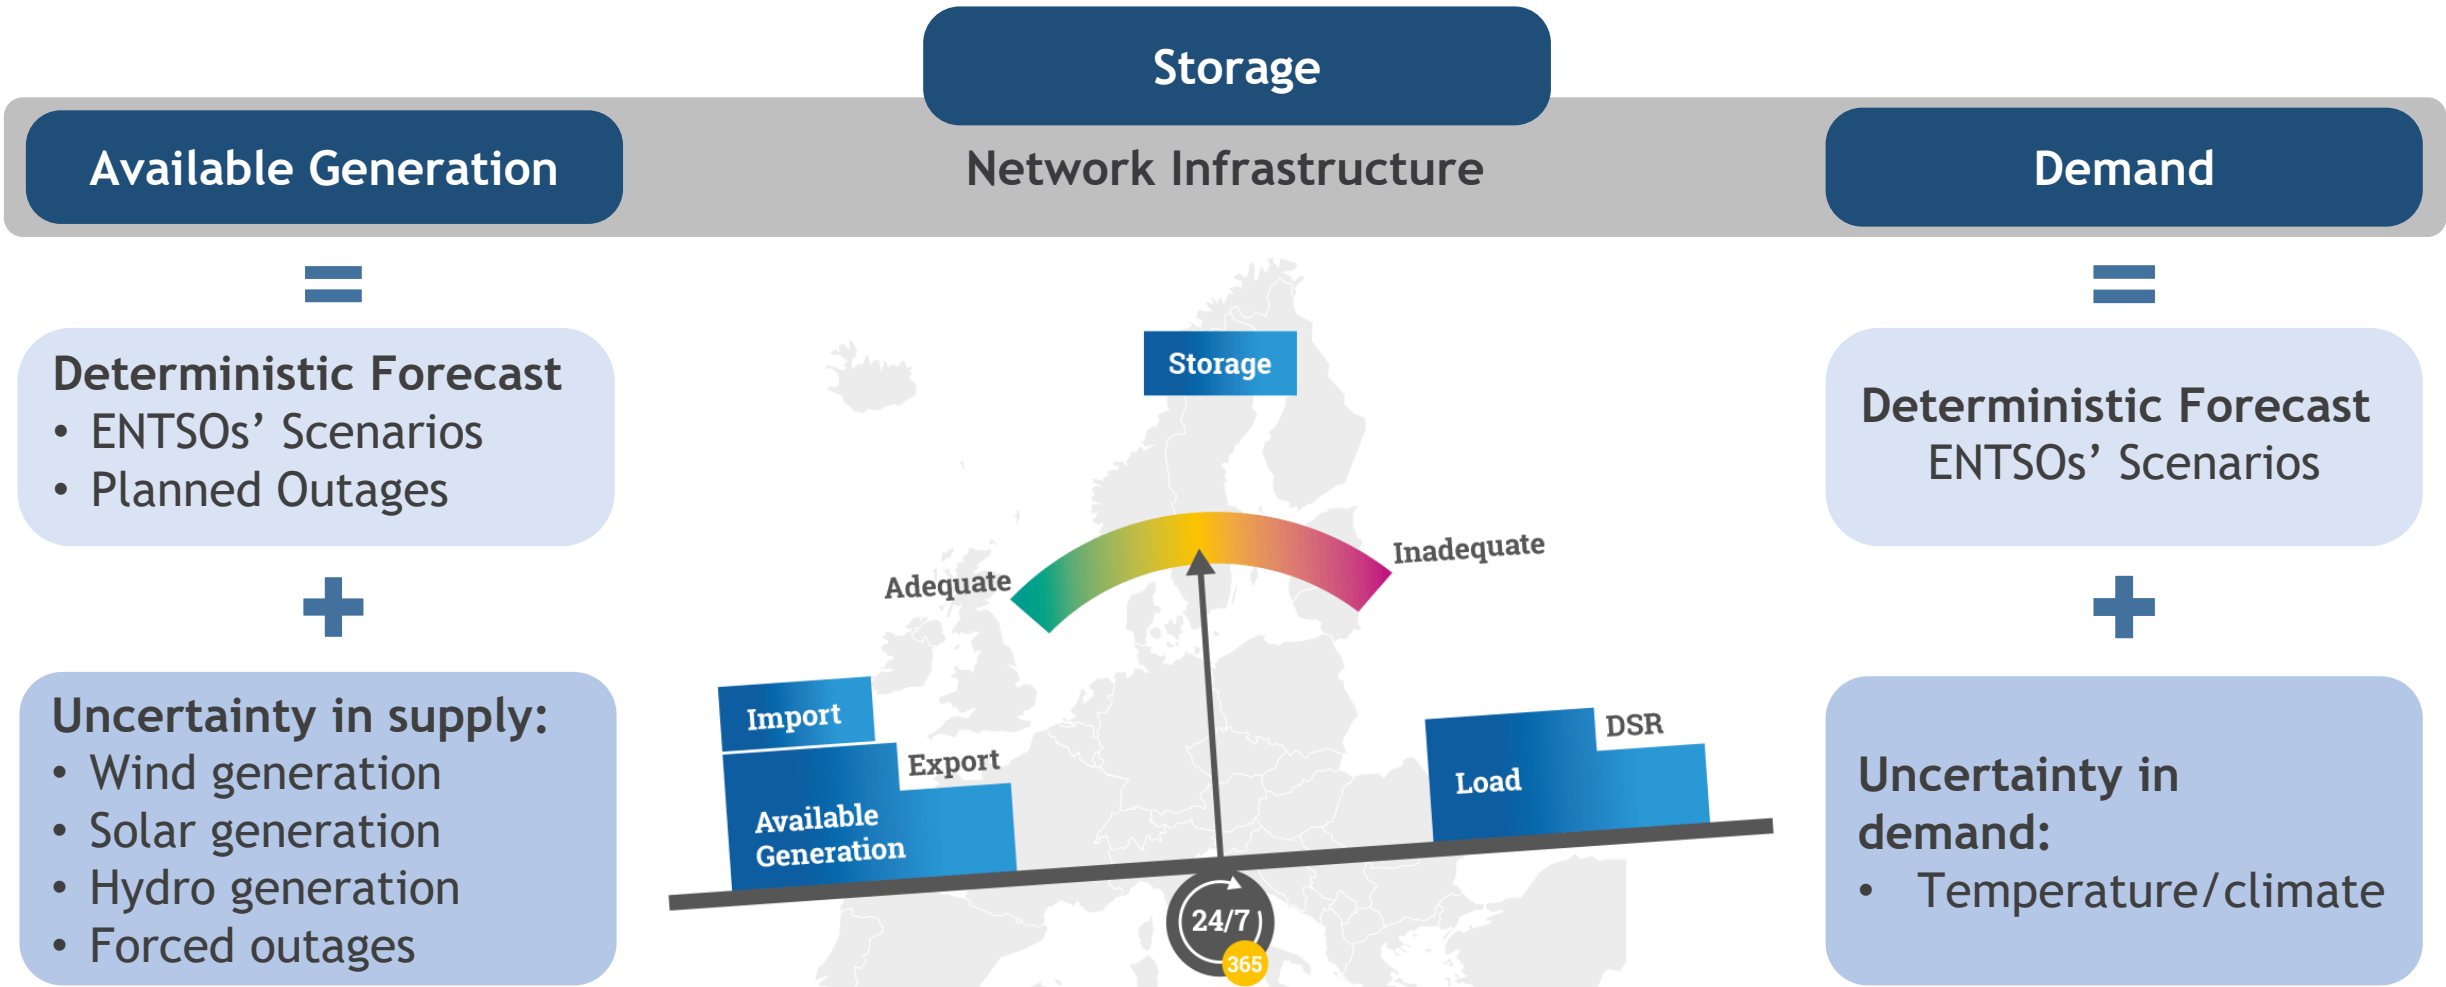 Storage
Available Generation
Network Infrastructure
Demand
Deterministic Forecast
• ENTSOs’ Scenarios
• Planned Outages
Uncertainty in supply:
• Wind generation
• Solar generation
• Hydro generation
• Forced outages
Storage
Adequate
Inadequate
Import
Export
Available
Generation
DSR
Load
24/7
365
Deterministic Forecast
ENTSOs’ Scenarios
Uncertainty in
demand:
• Temperature/climate